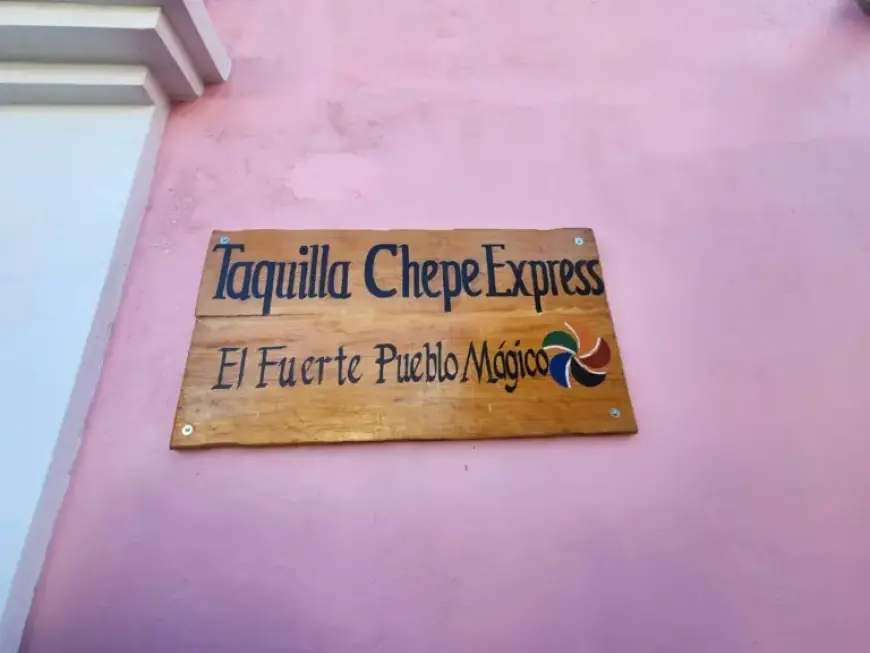 Taquilla Chepe Express
El Fuerte Pueblo Mágico